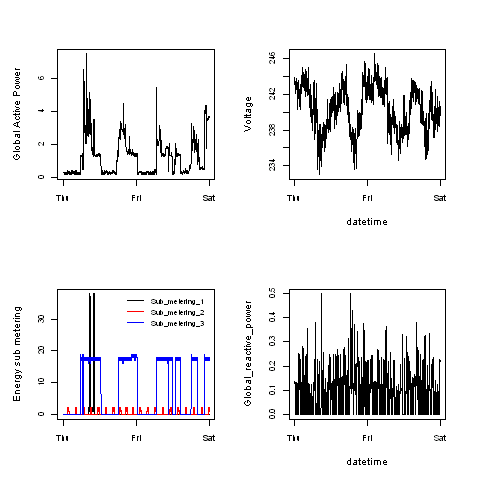 Global Active Power
0 2 4 6
Thu Fri Sat
Voltage
234 238 242 246
Thu Fri Sat
datetime
Energy sub metering
0 10 20 30
Sub_metering_1
Sub_metering_2
Sub_metering_3
Thu Fri Sat
Global_reactive_power
0.0 0.1 0.2 0.3 0.4 0.5
Thu Fri Sat
datetime